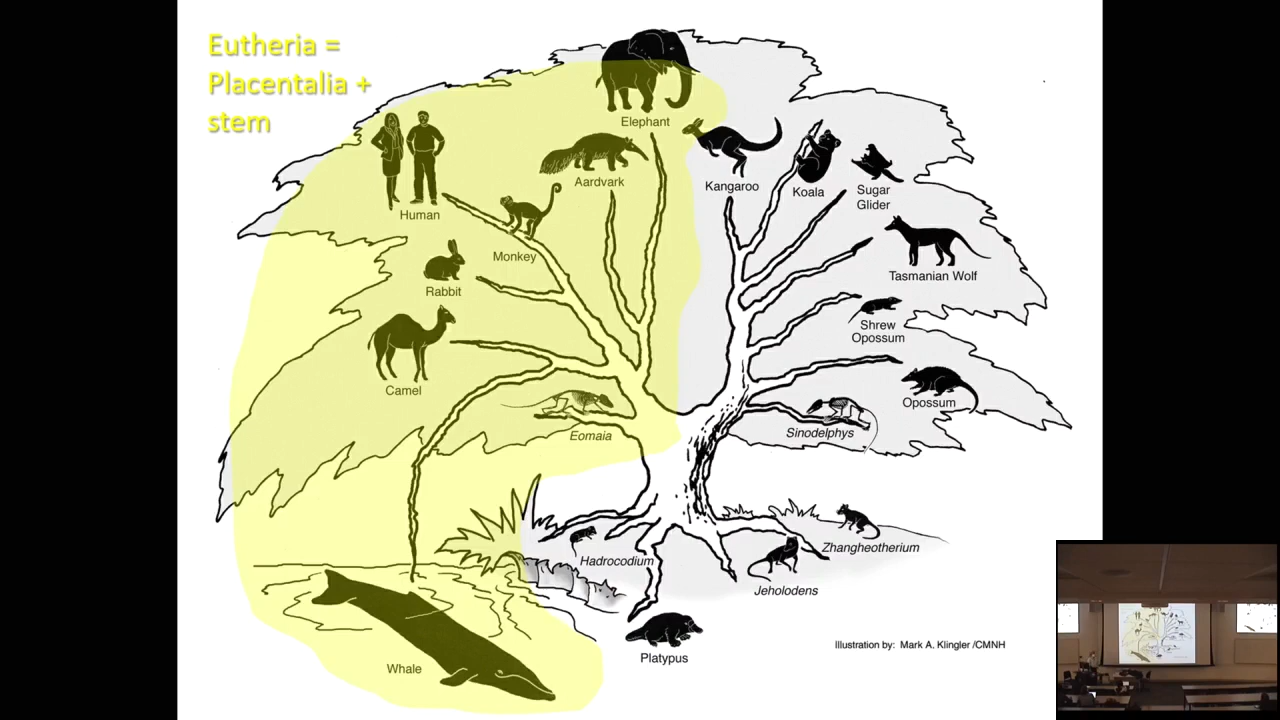 Eutheria =
Placentalia +
stem
Elephant
Aardvark
Kangaroo
Koala
Sugar
Glider
Human
Monkey
Tasmanian Wolf
Rabbit
Shrew
Opossum
Camel
Opossum
Eomaia
Sinodelphys
Hadrocodium
Zhangheotherium
Jeholodens
Platypus
Illustration by: Mark A. Klingler /CMNH
Whale